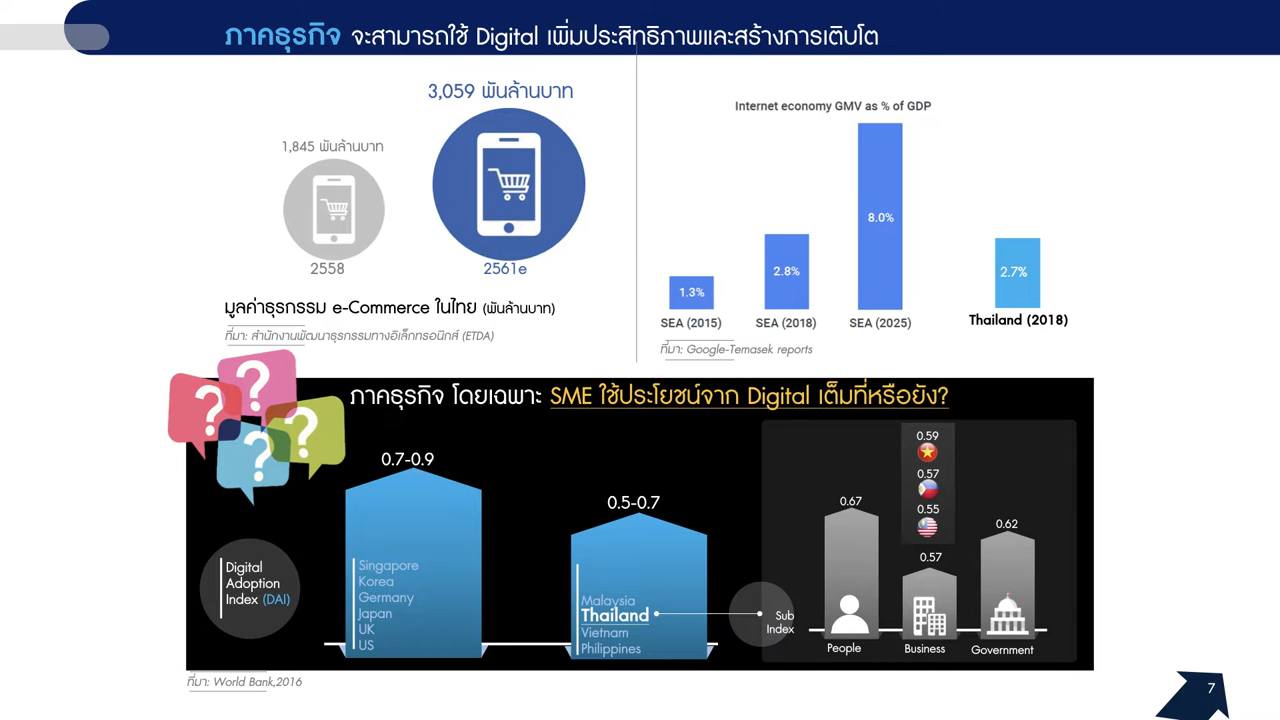 ภาคธุรกิจ จะสามารถใช้ Digital เพิ่มประสิทธิภาพและสร้างการเติบโต
3,059 พันล้านบาท
1,845 พันล้านบาท
2558
2561e
มูลค่าธุรกรรม e-Commerce ในไทย (พันล้านบาท)
ที่มา: สำนักงานพัฒนาธุรกรรมทางอิเล็กทรอนิกส์ (ETDA)
Internet economy GMV as % of GDP
1.3%
2.8%
8.0%
2.7%
SEA (2015)
SEA (2018)
SEA (2025)
Thailand (2018)
ที่มา: Google-Temasek reports
? ? ? ?
ภาคธุรกิจ โดยเฉพาะ SME ใช้ประโยชน์จาก Digital เต็มที่หรือยัง?
Digital
Adoption
Index (DAI)
0.7-0.9
Singapore
Korea
Germany
Japan
UK
US
0.5-0.7
Malaysia
Thailand
Vietnam
Philippines
Sub
Index
0.67
People
0.59
0.57
0.55
0.57
Business
0.62
Government
ที่มา: World Bank,2016
7